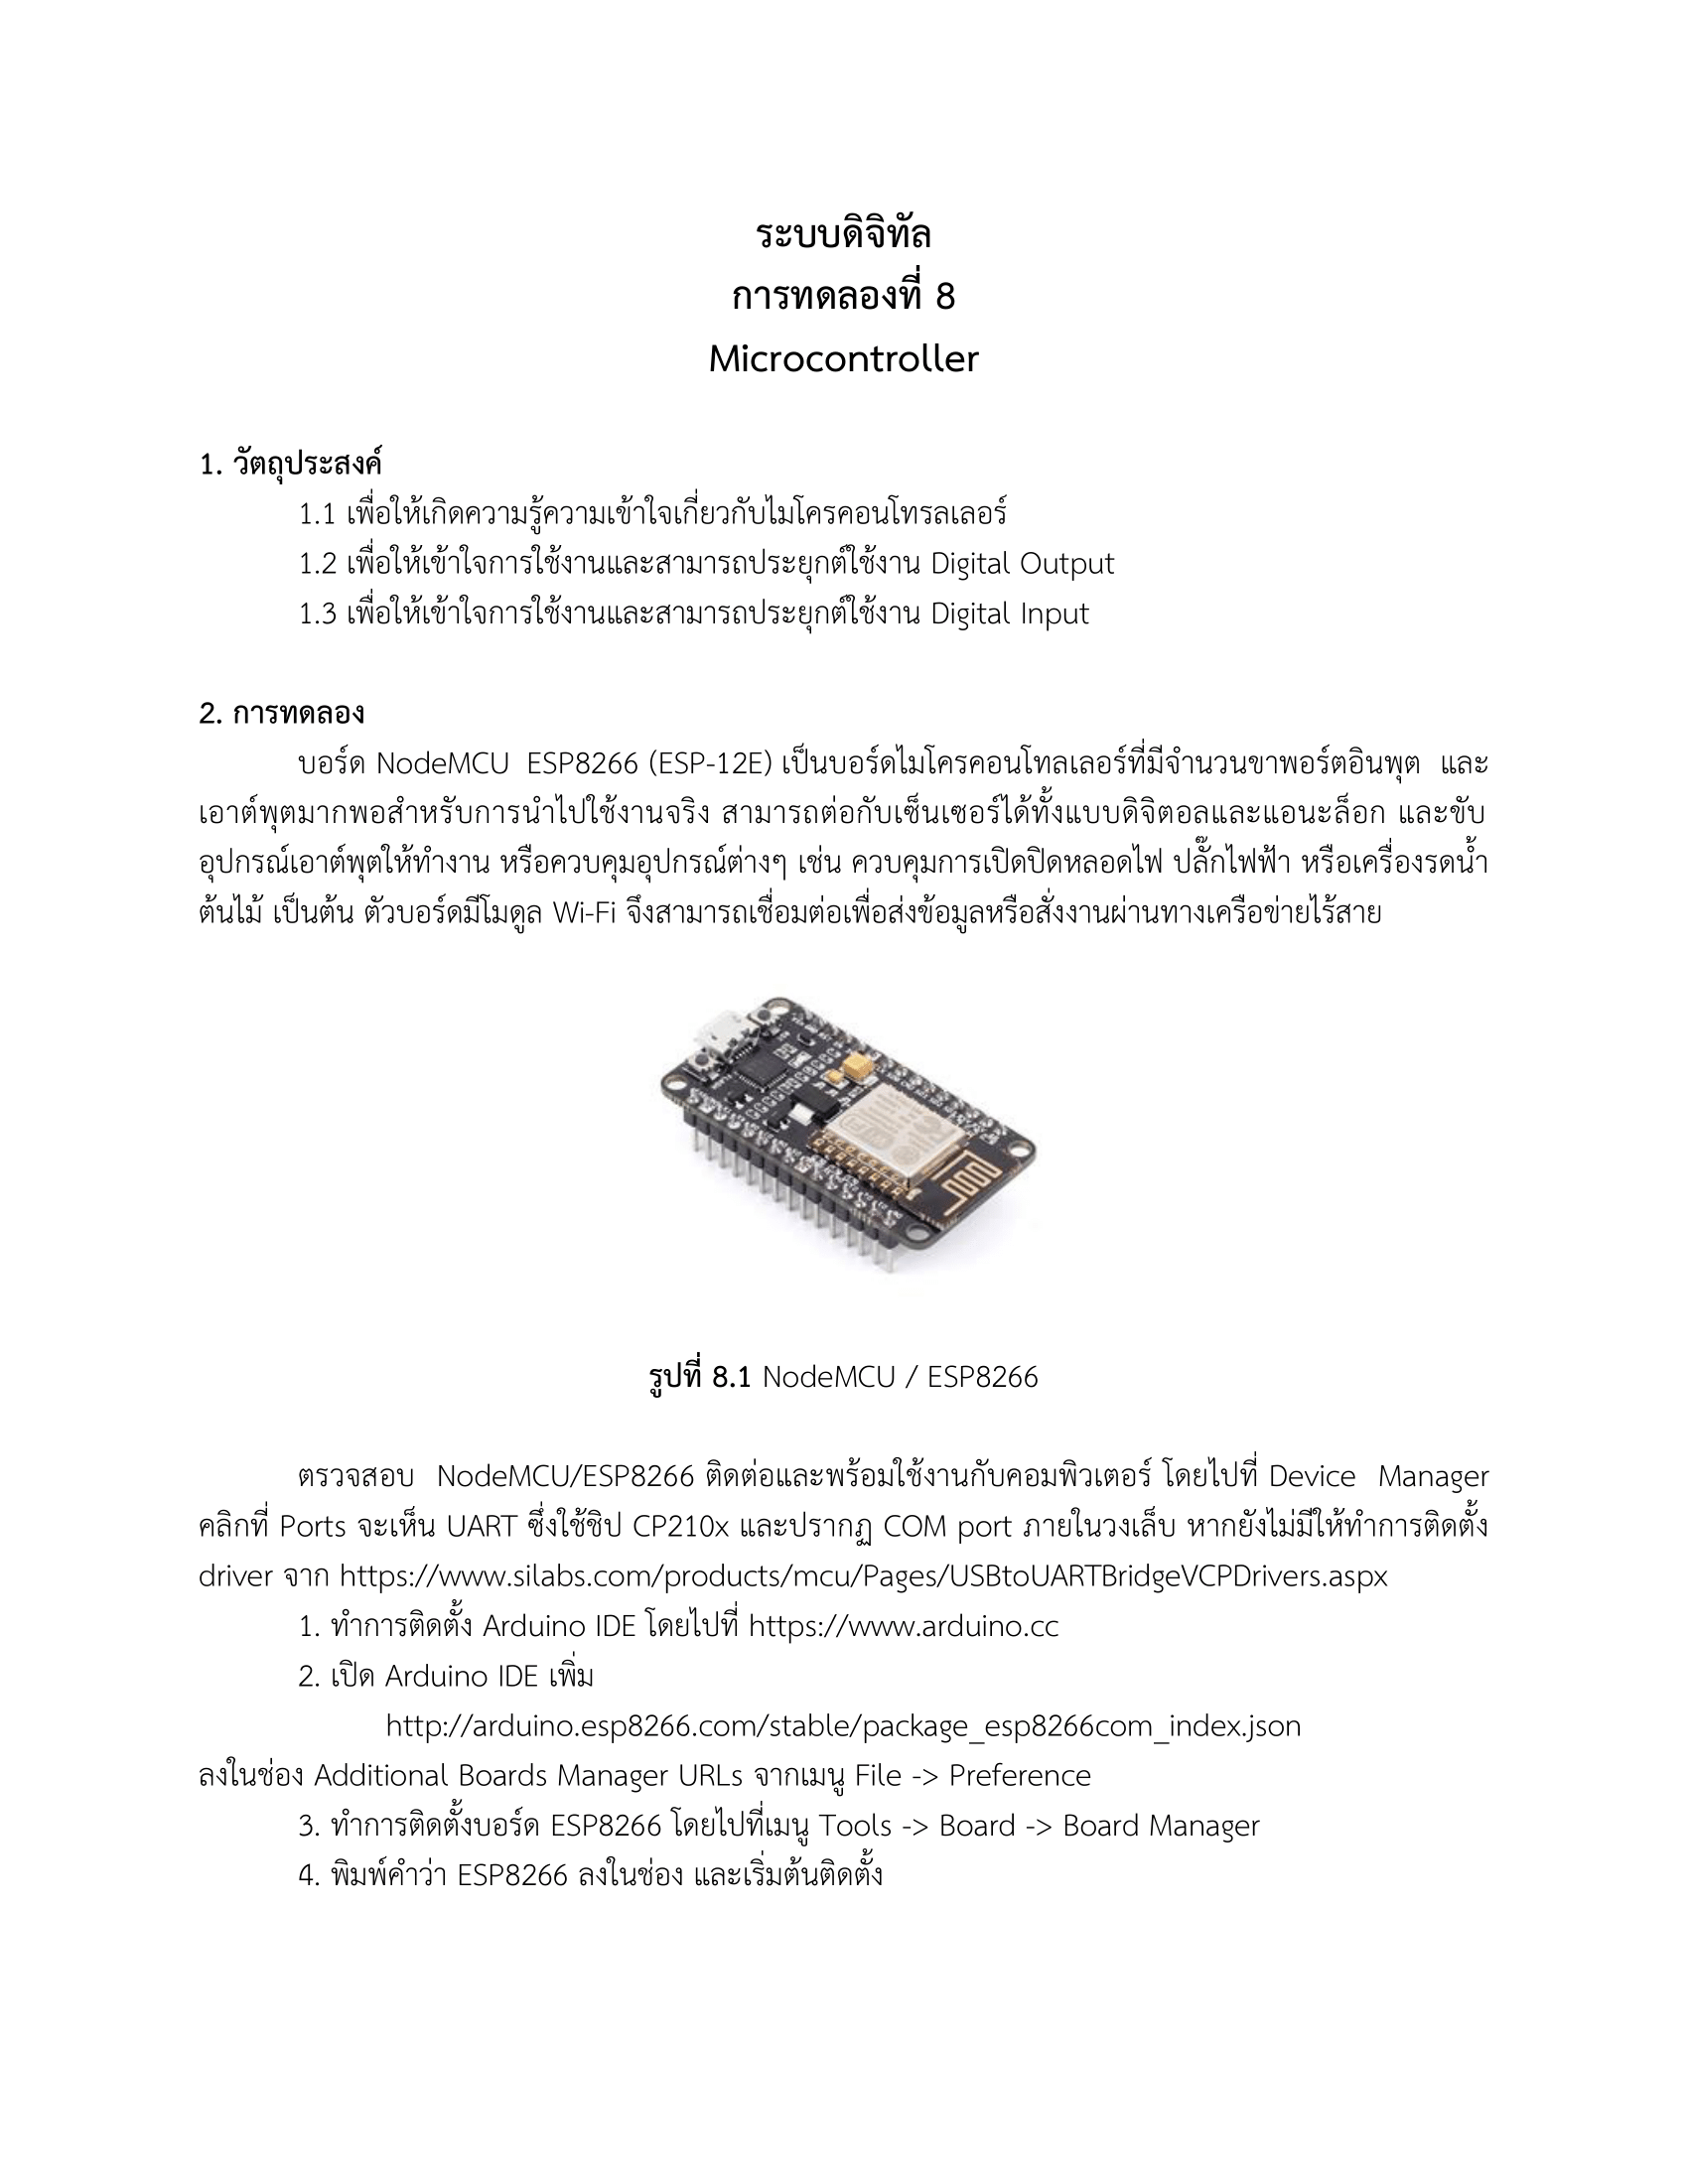 ระบบดิจิทัล
การทดลองที่ 8
Microcontroller
1. วัตถุประสงค์
1.1 เพื่อให้เกิดความรู้ความเข้าใจเกี่ยวกับไมโครคอนโทรลเลอร์
1.2 เพื่อให้เข้าใจการใช้งานและสามารถประยุกต์ใช้งาน Digital Output
1.3 เพื่อให้เข้าใจการใช้งานและสามารถประยุกต์ใช้งาน Digital Input
2. การทดลอง
บอร์ด NodeMCU ESP8266 (ESP-12E) เป็นบอร์ดไมโครคอนโทลเลอร์ที่มีจำนวนขาพอร์ตอินพุต และ
เอาต์พุตมากพอสำหรับการนำไปใช้งานจริง สามารถต่อกับเซ็นเซอร์ได้ทั้งแบบดิจิตอลและแอนะล็อก และขับ
อุปกรณ์เอาต์พุตให้ทำงาน หรือควบคุมอุปกรณ์ต่างๆ เช่น ควบคุมการเปิดปิดหลอดไฟ ปลั๊กไฟฟ้า หรือเครื่องรดน้ำ
ต้นไม้ เป็นต้น ตัวบอร์ดมีโมดูล Wi-Fi จึงสามารถเชื่อมต่อเพื่อส่งข้อมูลหรือสั่งงานผ่านทางเครือข่ายไร้สาย
รูปที่ 8.1 NodeMCU / ESP8266
ตรวจสอบ NodeMCU/ESP8266 ติดต่อและพร้อมใช้งานกับคอมพิวเตอร์ โดยไปที่ Device Manager
คลิกที่ Ports จะเห็น UART ซึ่งใช้ชิป CP210x และปรากฏ COM port ภายในวงเล็บ หากยังไม่มีให้ทำการติดตั้ง
driver จาก https://www.silabs.com/products/mcu/Pages/USBtoUARTBridgeVCPDrivers.aspx
1. ทำการติดตั้ง Arduino IDE โดยไปที่ https://www.arduino.cc
2. เปิด Arduino IDE เพิ่ม
http://arduino.esp8266.com/stable/package_esp8266com_index.json
ลงในช่อง Additional Boards Manager URLs จากเมนู File -> Preference
3. ทำการติดตั้งบอร์ด ESP8266 โดยไปที่เมนู Tools -> Board -> Board Manager
4. พิมพ์คำว่า ESP8266 ลงในช่อง และเริ่มต้นติดตั้ง